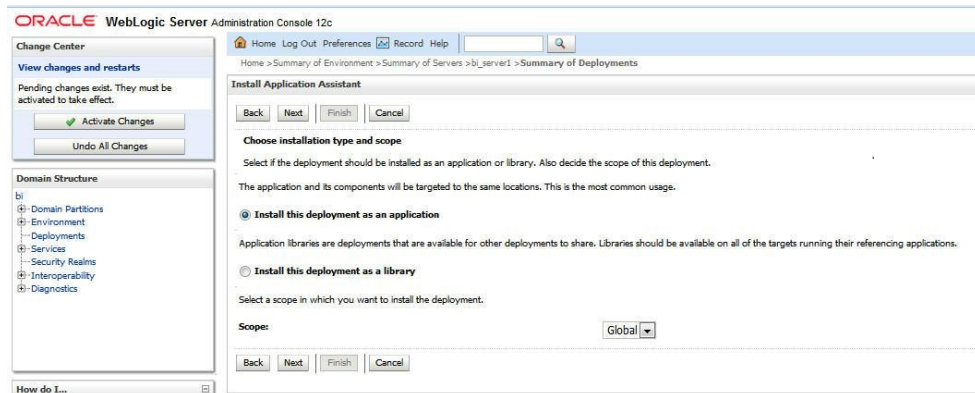 ORACLE WebLogic Server Administration Console 12c
Change Center
View changes and restarts
Pending changes exist. They must be
activated to take effect.
Activate Changes
Undo All Changes
Domain Structure
bi
Domain Partitions
Environment
Deployments
Services
Security Realms
Interoperability
Diagnostics
How do I...
Home Log Out Preferences Record Help
Home >Summary of Environment >Summary of Servers >bi_server1 >Summary of Deployments
Install Application Assistant
Back Next Finish Cancel
Choose installation type and scope
Select if the deployment should be installed as an application or library. Also decide the scope of this deployment.
The application and its components will be targeted to the same locations. This is the most common usage.
Install this deployment as an application
Application libraries are deployments that are available for other deployments to share. Libraries should be available on all of the targets running their referencing applications.
Install this deployment as a library
Select a scope in which you want to install the deployment.
Scope: Global
Back Next Finish Cancel